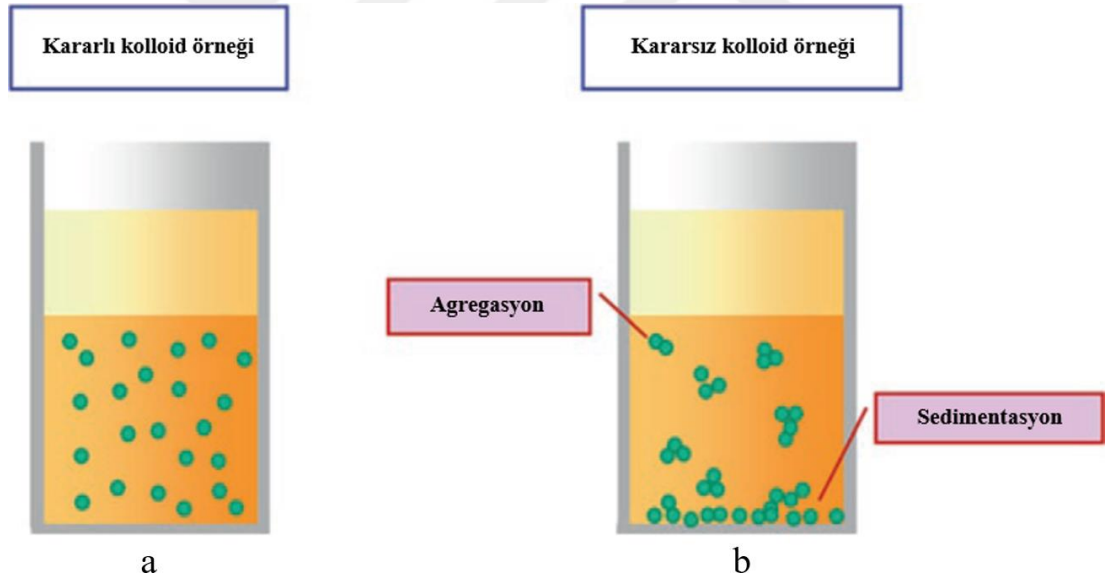 Kararlı kolloid örneği
Kararsız kolloid örneği
Agregasyon
Sedimentasyon
a
b